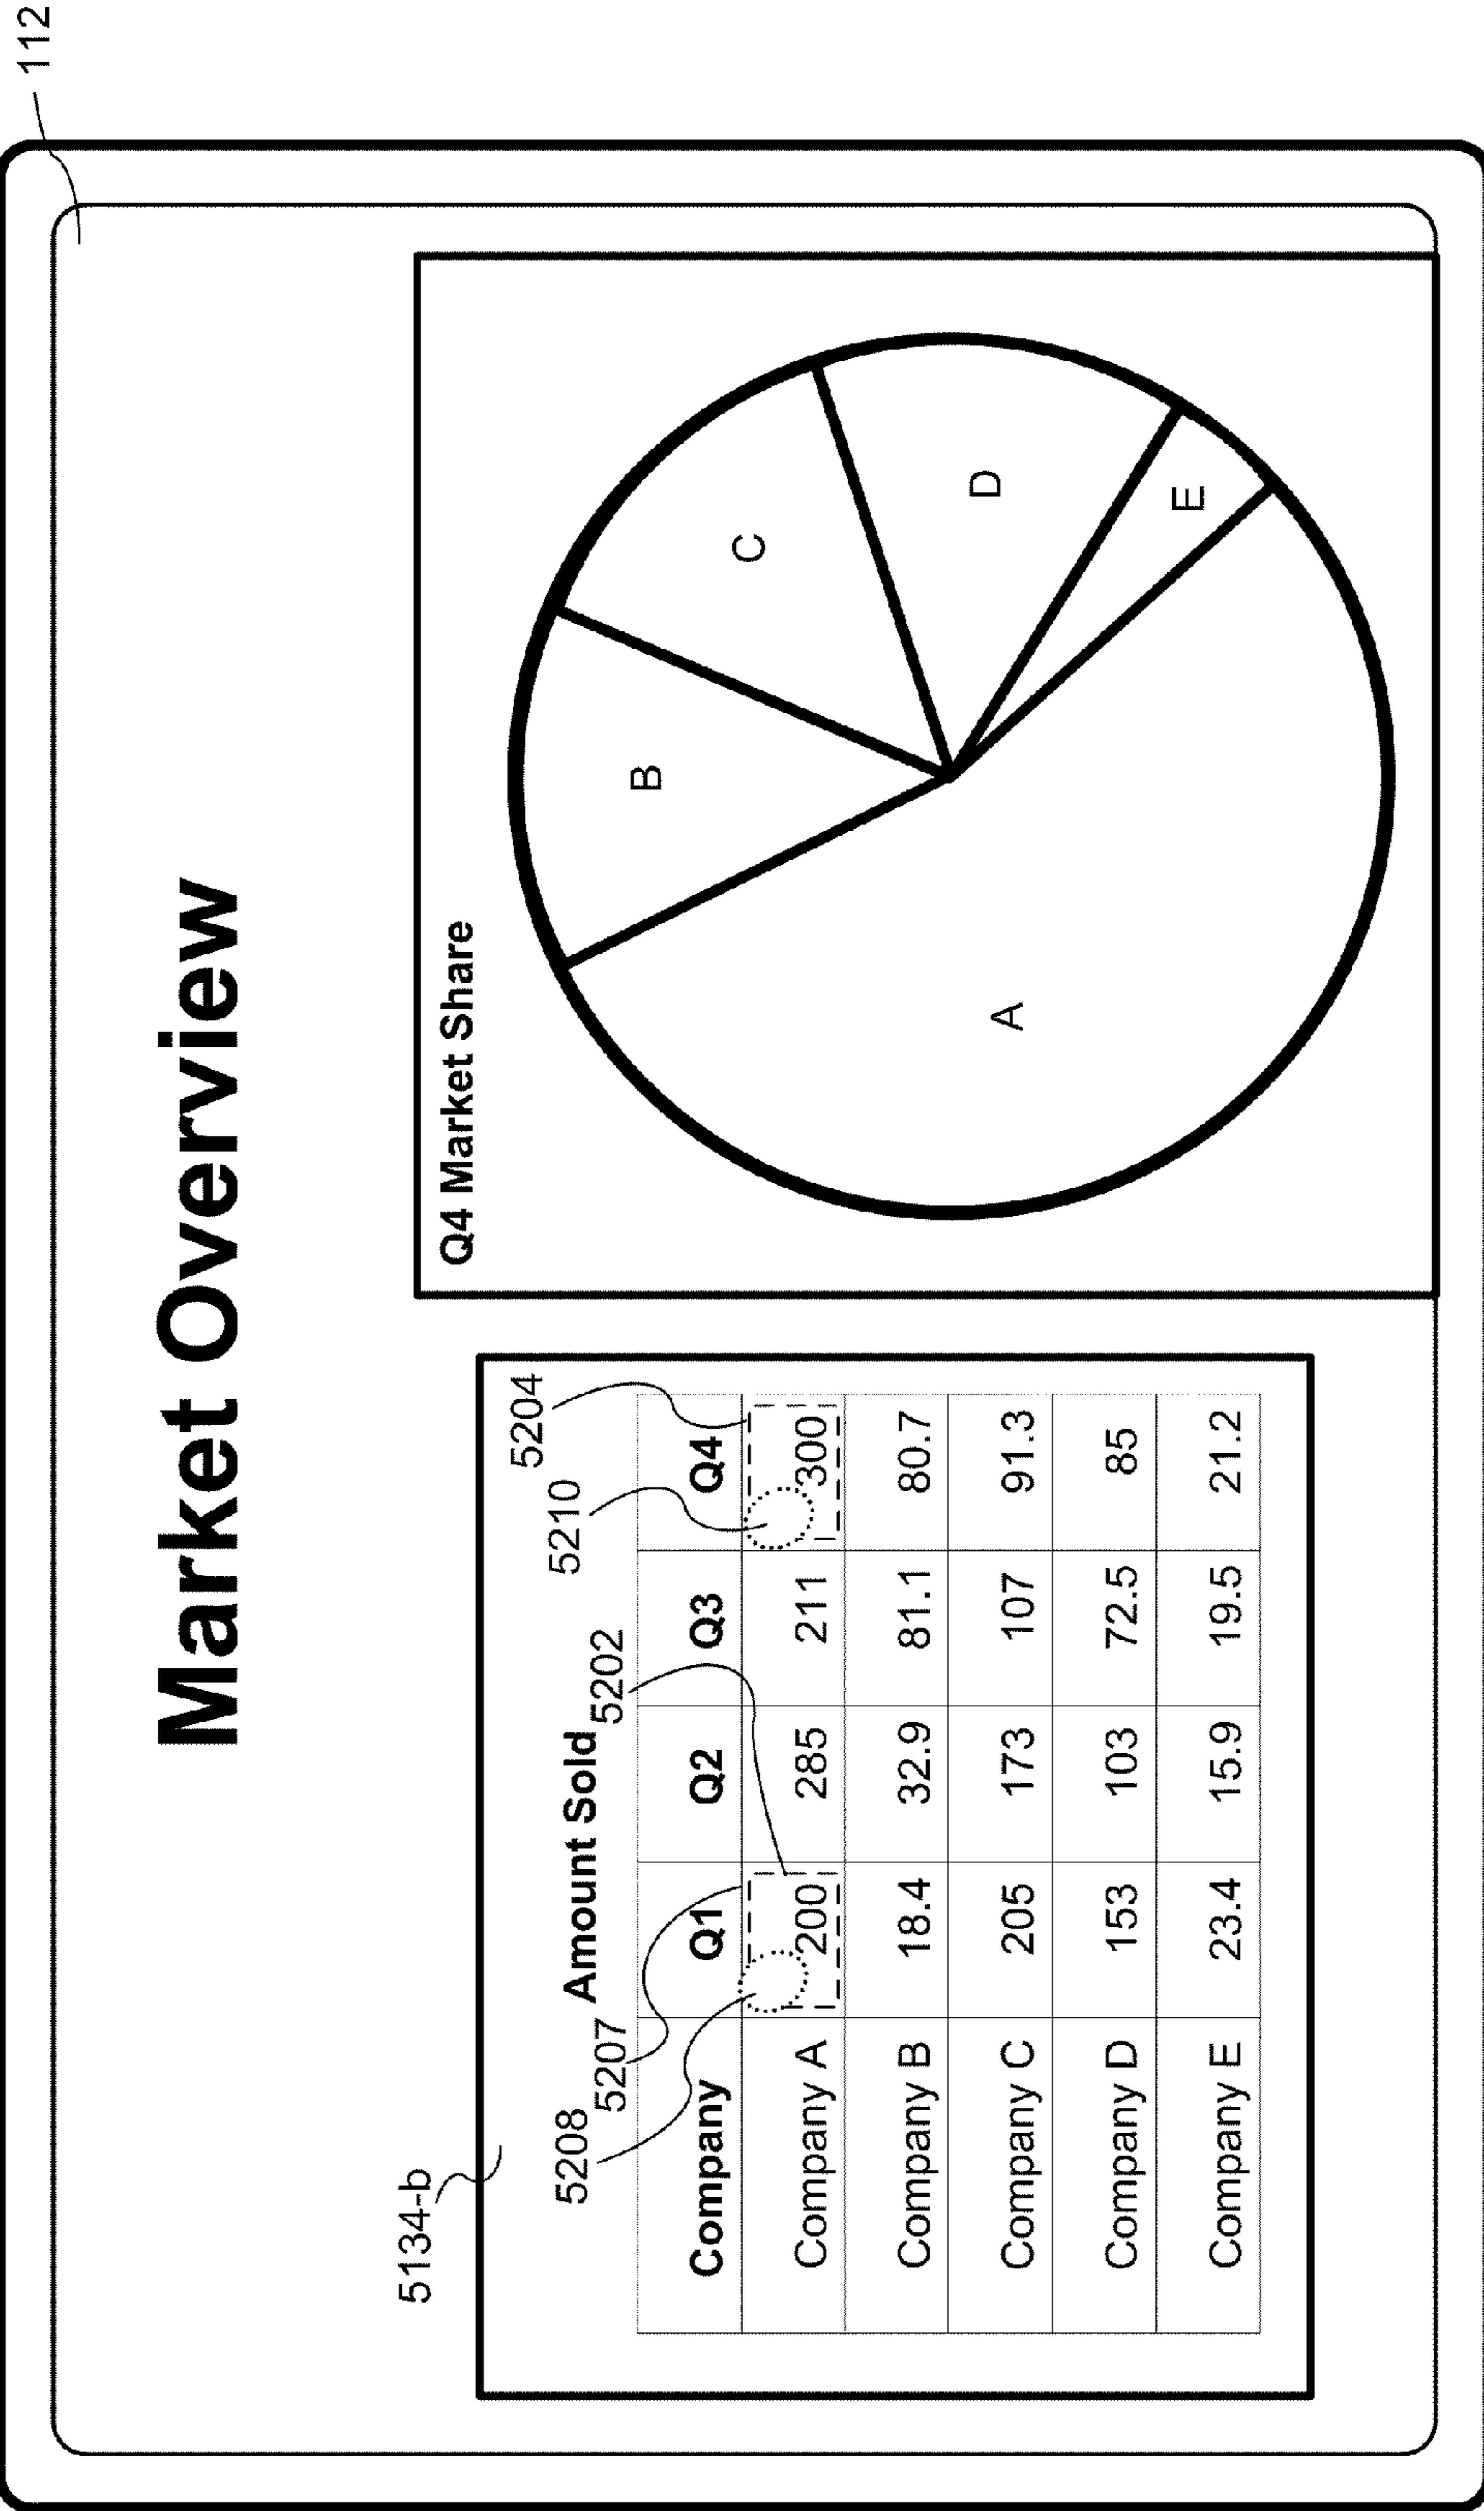 112
Market Overview
5134-b
Q4 Market Share
5204
5210
5202
Amount Sold
5207
5208
Company Q1 Q2 Q3 Q4
Company A 200 285 211 300
Company B 18.4 32.9 81.1 80.7
Company C 205 173 107 91.3
Company D 153 103 72.5 85
Company E 23.4 15.9 19.5 21.2
B
C
D
E
A